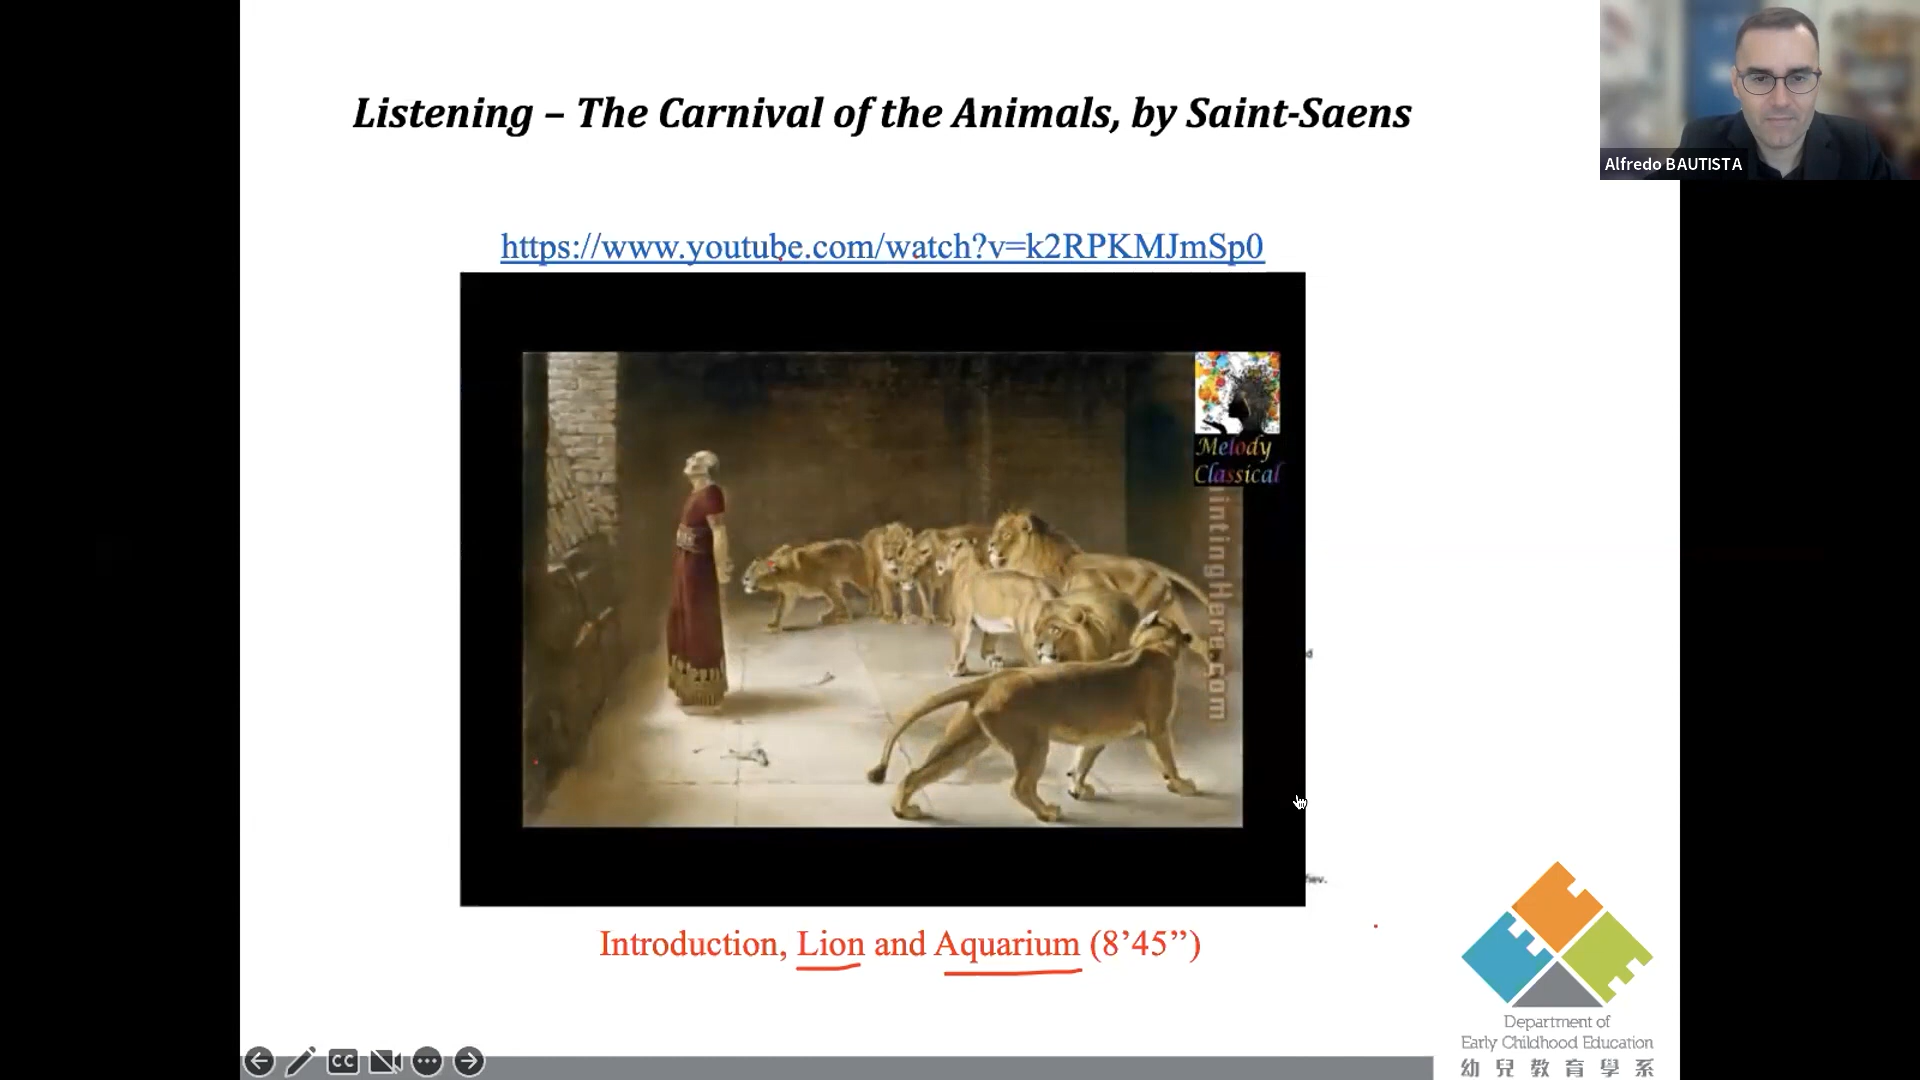 Listening – The Carnival of the Animals, by Saint-Saens
Alfredo BAUTISTA
https://www.youtube.com/watch?v=k2RPKMJmSp0
Melody
Classical
intingHere.com
Introduction, Lion and Aquarium (8’45”)
Department of
Early Childhood Education
幼兒教育學系
CC